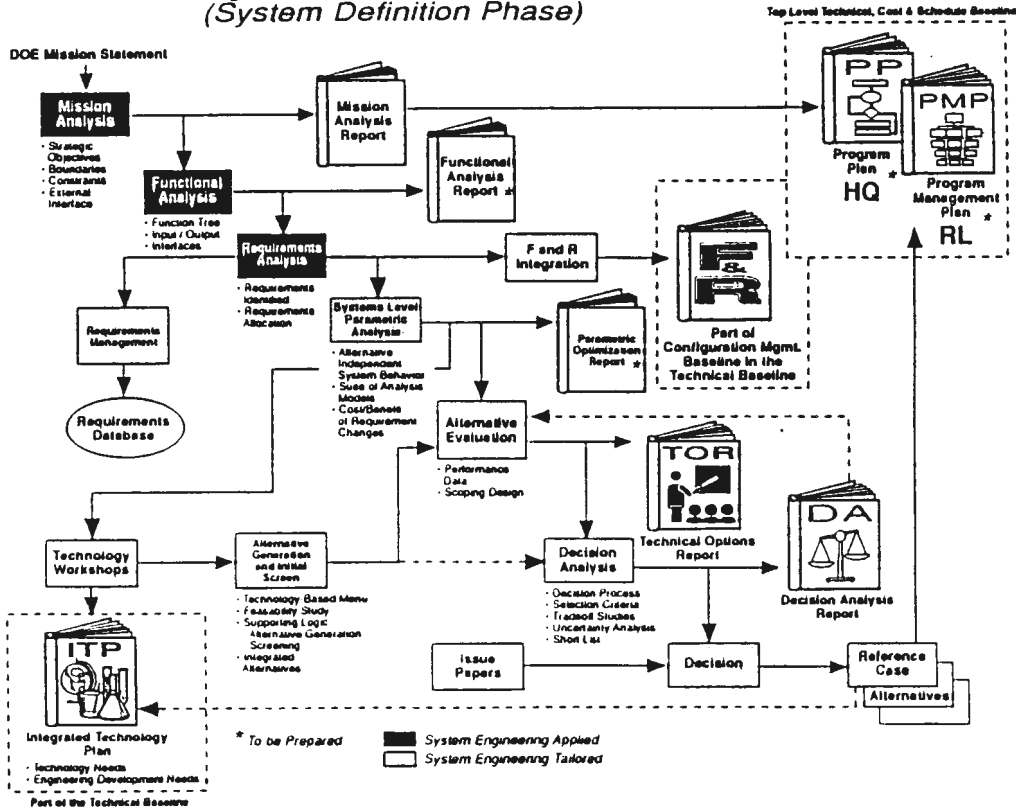 (System Definition Phase)
Top Level Technical, Cost & Schedule Baseline
DOE Mission Statement
Mission
Analysis
· Strategic
Objectives
· Boundaries
· Constraints
· External
Interface
Mission
Analysis
Report
PP
Program
Plan *
HQ
PMP
Program
Management
Plan *
RL
Functional
Analysis
· Function Tree
· Input / Output
· Interfaces
Functional
Analysis
Report *
Requirements
Analysis
· Requirements
Identified
· Requirements
Allocation
F and R
Integration
F
&
R
Part of
Configuration Mgmt.
Baseline in the
Technical Baseline
Requirements
Management
Requirements
Database
Systems Level
Parametric
Analysis
· Alternative
Independent
System Behavior
· Suse of Analysis
Models
· Cost/Benefit
of Requirement
Changes
Parametric
Optimization
Report *
Alternative
Evaluation
· Performance
Data
· Scoping Design
TOR
Technical Options
Report
DA
Decision Analysis
Report
Technology
Workshops
Alternative
Generation
and Initial
Screen
· Technology Based Menu
· Feasability Study
· Supporting Logic
Alternative Generation
Screening
· Integrated
Alternatives
Decision
Analysis
· Decision Process
· Selection Criteria
· Tradeoff Studies
· Uncertainty Analysis
· Short List
Issue
Papers
Decision
Reference
Case
Alternatives
ITP
Integrated Technology
Plan
· Technology Needs
· Engineering Development Needs
Part of the Technical Baseline
* To be Prepared
System Engineering Applied
System Engineering Tailored